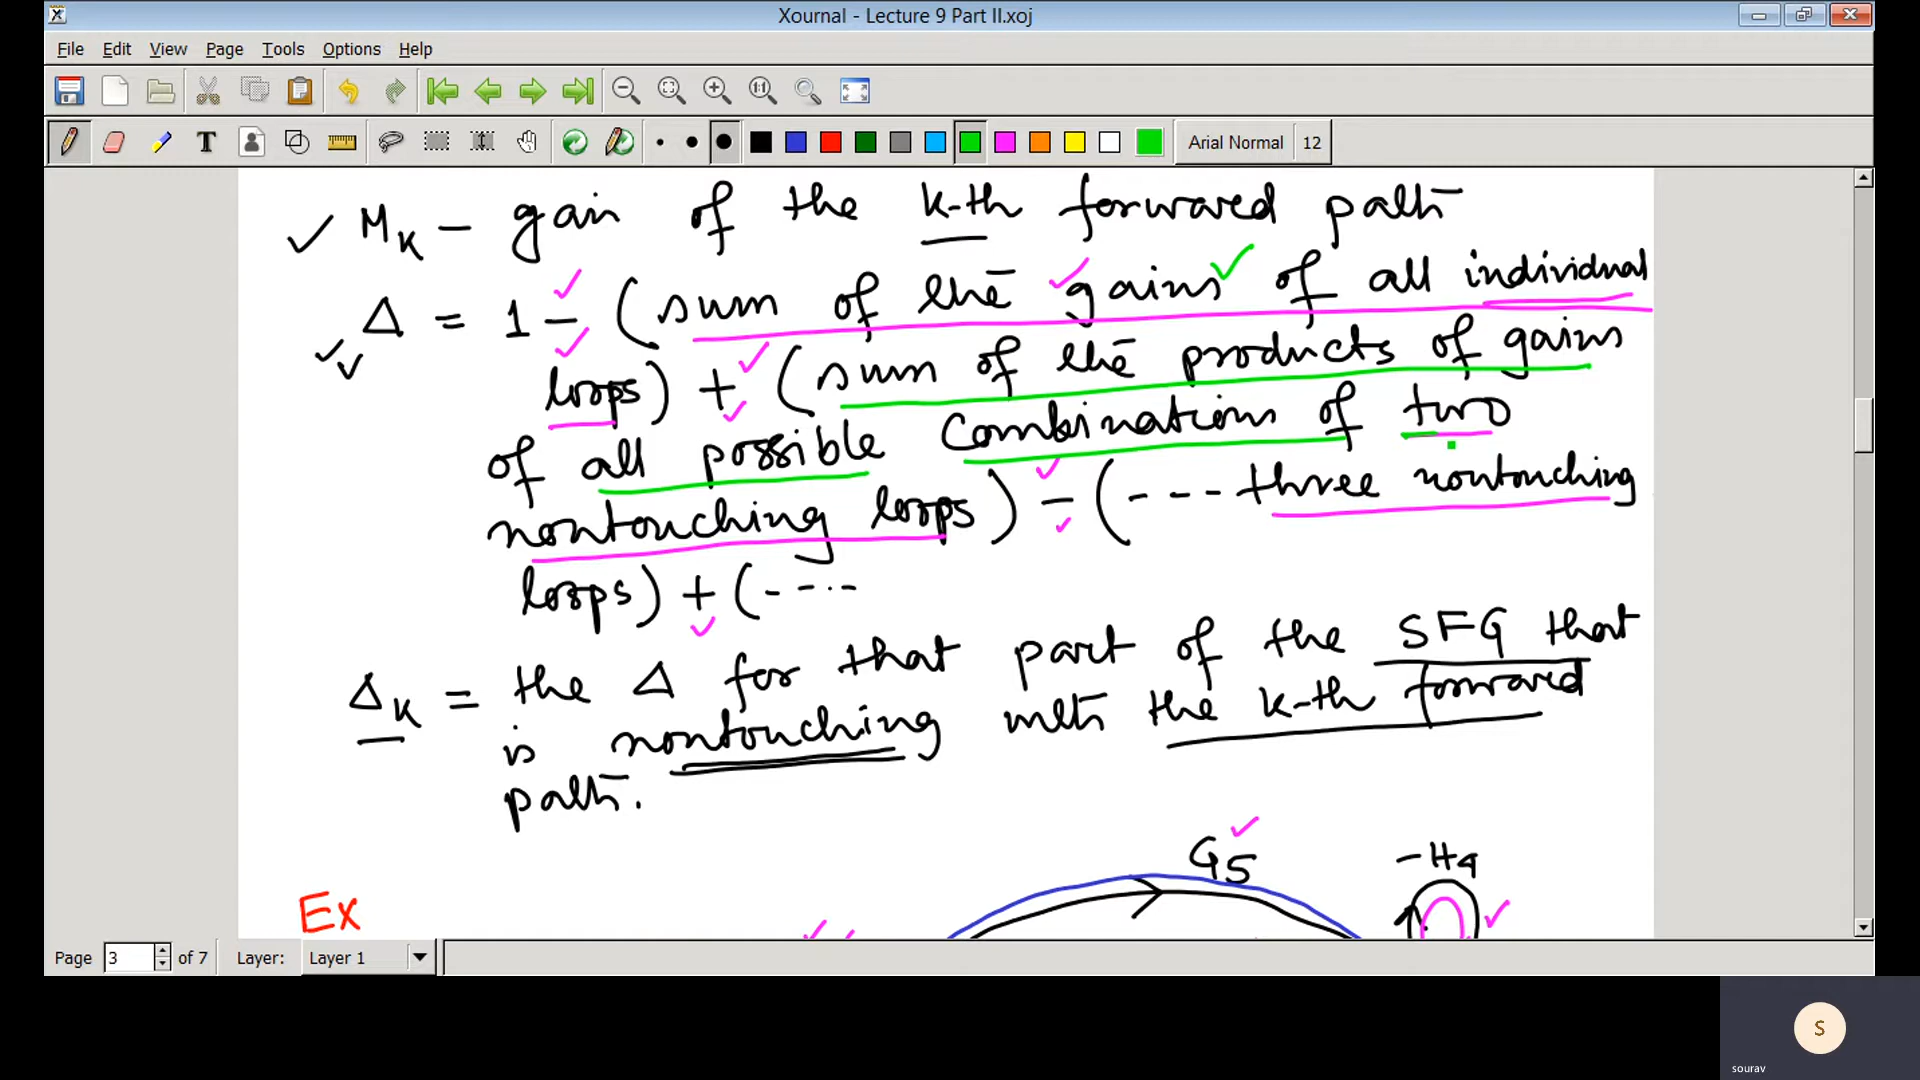 Xournal - Lecture 9 Part II.xoj
File Edit View Page Tools Options Help
Arial Normal 12
M_K - gain of the k-th forward path
Δ = 1 - (sum of the gains of all individual
loops) + (sum of the products of gains
of all possible combinations of two
nontouching loops) - (---- three nontouching
loops) + (-----
Δ_K = the Δ for that part of the SFG that
is nontouching with the k-th forward
path.
G5
-H4
Ex
Page 3 of 7 Layer: Layer 1
S
sourav